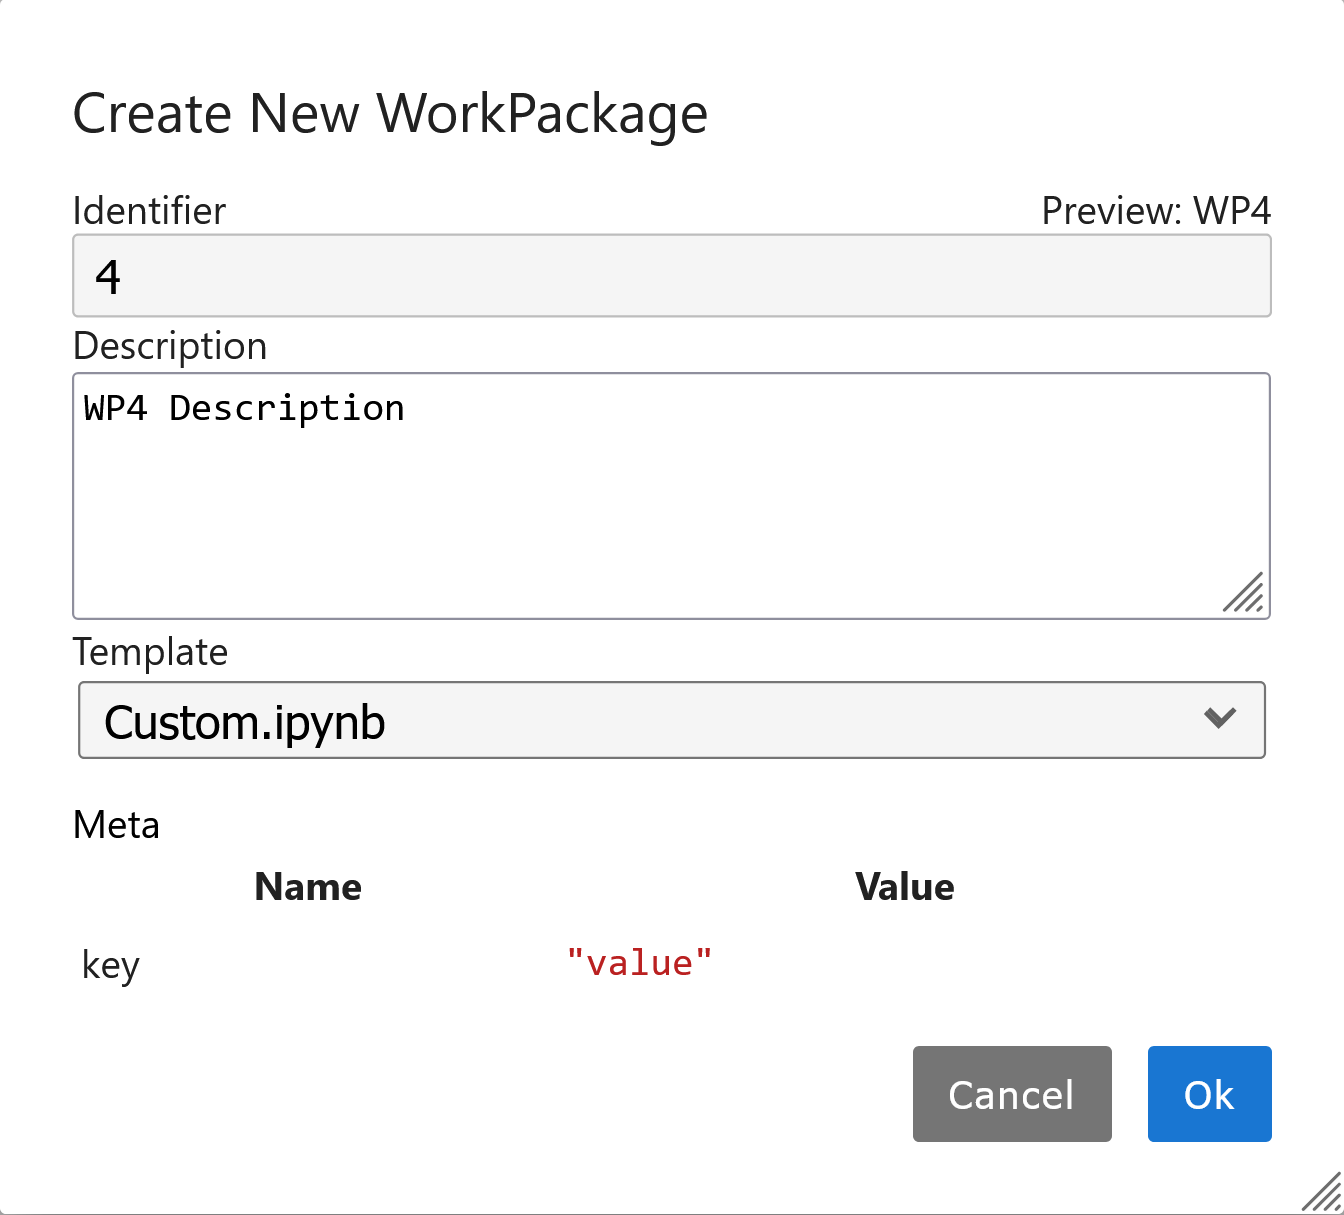 Create New WorkPackage
Identifier Preview: WP4
4
Description
WP4 Description
Template
Custom.ipynb
Meta
Name Value
key "value"
Cancel Ok